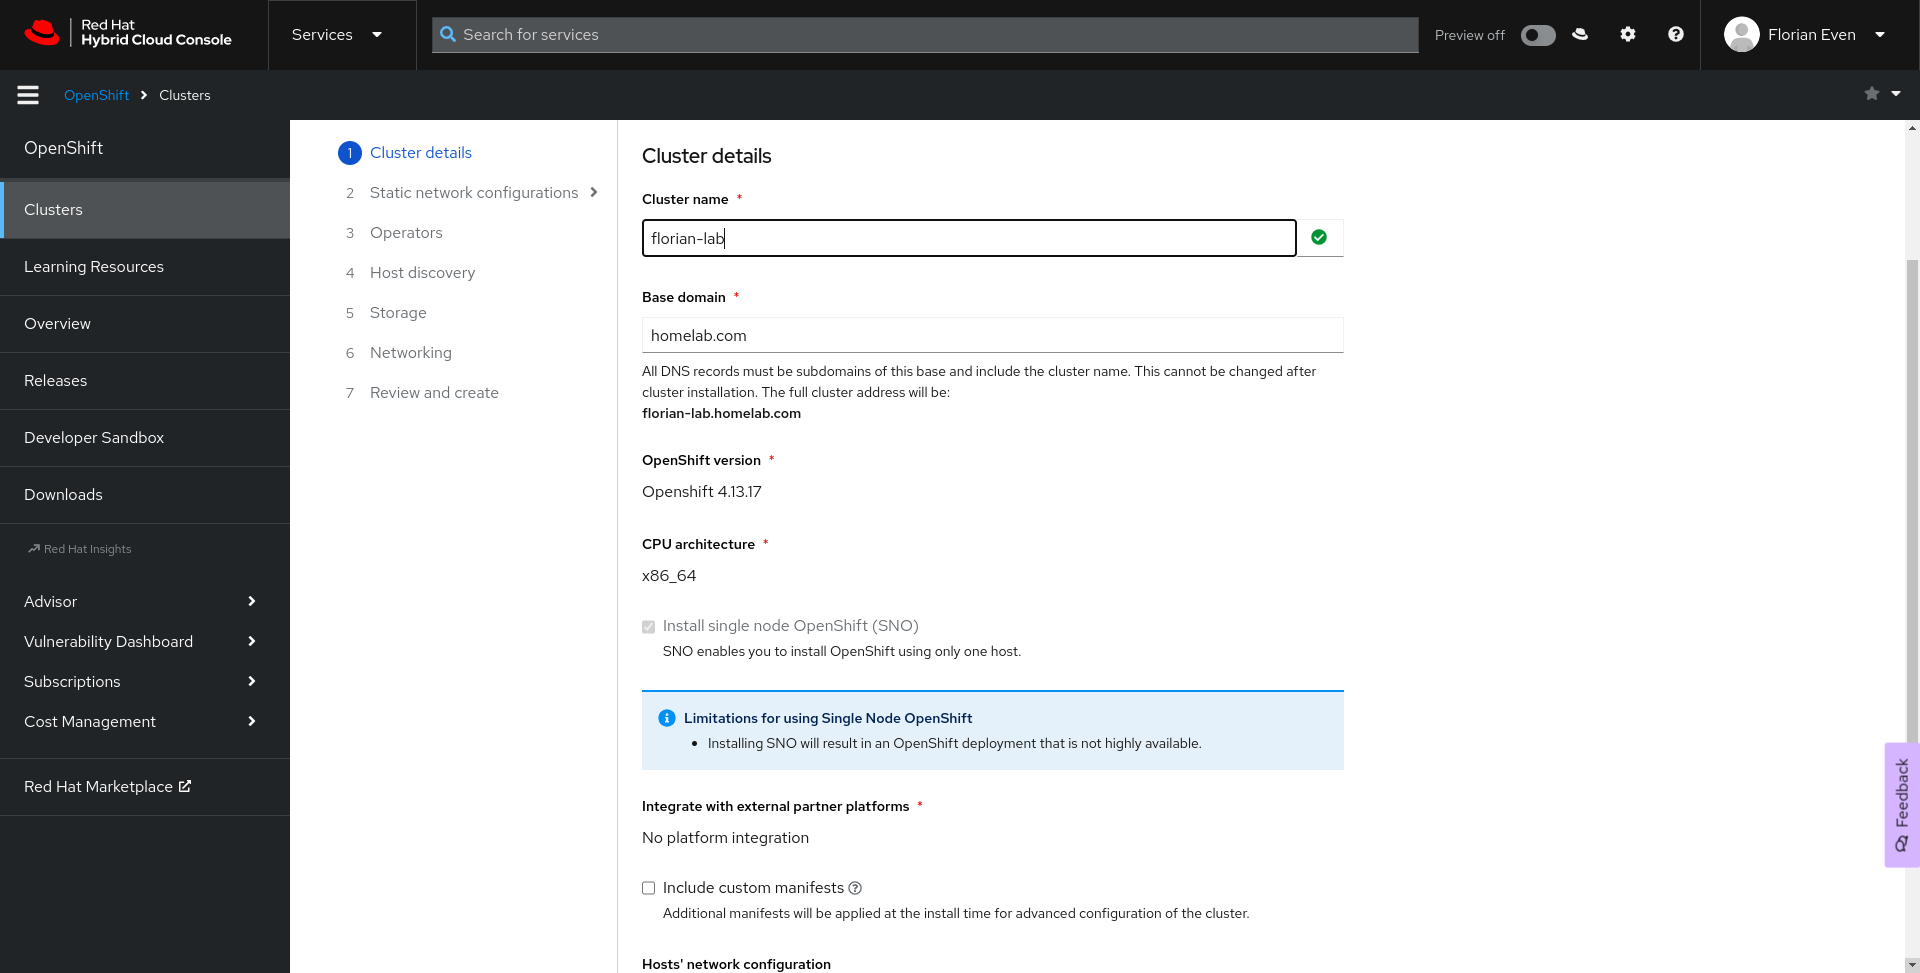 Red Hat
Hybrid Cloud Console
Services
Search for services
Preview off
Florian Even
OpenShift
Clusters
OpenShift
Clusters
Learning Resources
Overview
Releases
Developer Sandbox
Downloads
Red Hat Insights
Advisor
Vulnerability Dashboard
Subscriptions
Cost Management
Red Hat Marketplace
1 Cluster details
2 Static network configurations
3 Operators
4 Host discovery
5 Storage
6 Networking
7 Review and create
Cluster details
Cluster name *
florian-lab
Base domain *
homelab.com
All DNS records must be subdomains of this base and include the cluster name. This cannot be changed after
cluster installation. The full cluster address will be:
florian-lab.homelab.com
OpenShift version *
Openshift 4.13.17
CPU architecture *
x86_64
Install single node OpenShift (SNO)
SNO enables you to install OpenShift using only one host.
Limitations for using Single Node OpenShift
• Installing SNO will result in an OpenShift deployment that is not highly available.
Integrate with external partner platforms *
No platform integration
Include custom manifests
Additional manifests will be applied at the install time for advanced configuration of the cluster.
Hosts' network configuration
Feedback